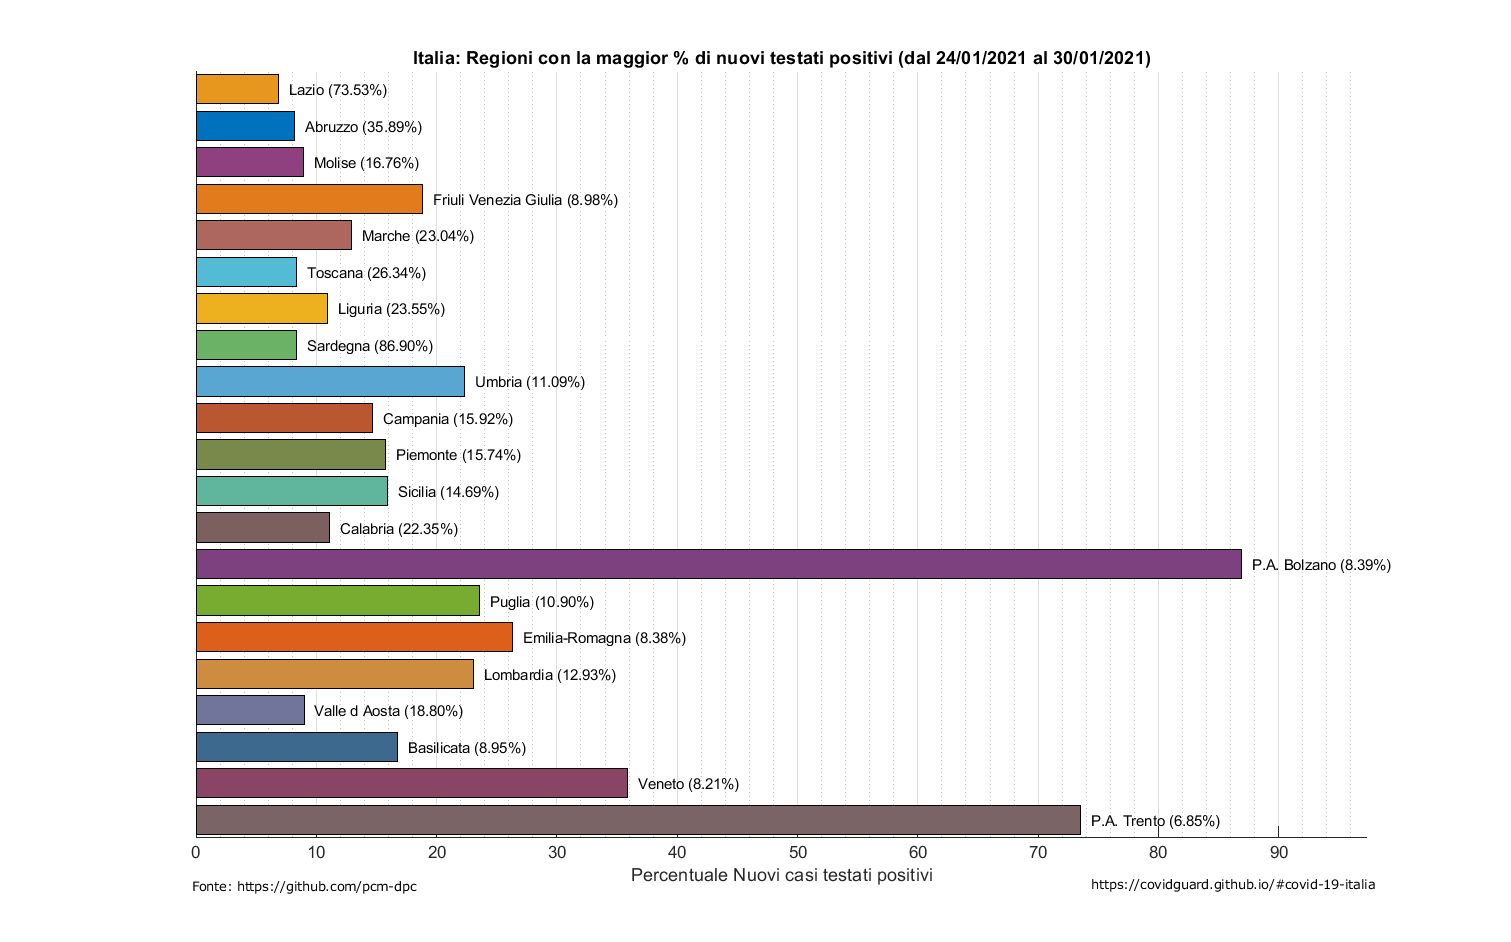 Italia: Regioni con la maggior % di nuovi testati positivi (dal 24/01/2021 al 30/01/2021)
Lazio (73.53%)
Abruzzo (35.89%)
Molise (16.76%)
Friuli Venezia Giulia (8.98%)
Marche (23.04%)
Toscana (26.34%)
Liguria (23.55%)
Sardegna (86.90%)
Umbria (11.09%)
Campania (15.92%)
Piemonte (15.74%)
Sicilia (14.69%)
Calabria (22.35%)
P.A. Bolzano (8.39%)
Puglia (10.90%)
Emilia-Romagna (8.38%)
Lombardia (12.93%)
Valle d Aosta (18.80%)
Basilicata (8.95%)
Veneto (8.21%)
P.A. Trento (6.85%)
0 10 20 30 40 50 60 70 80 90
Percentuale Nuovi casi testati positivi
Fonte: https://github.com/pcm-dpc
https://covidguard.github.io/#covid-19-italia